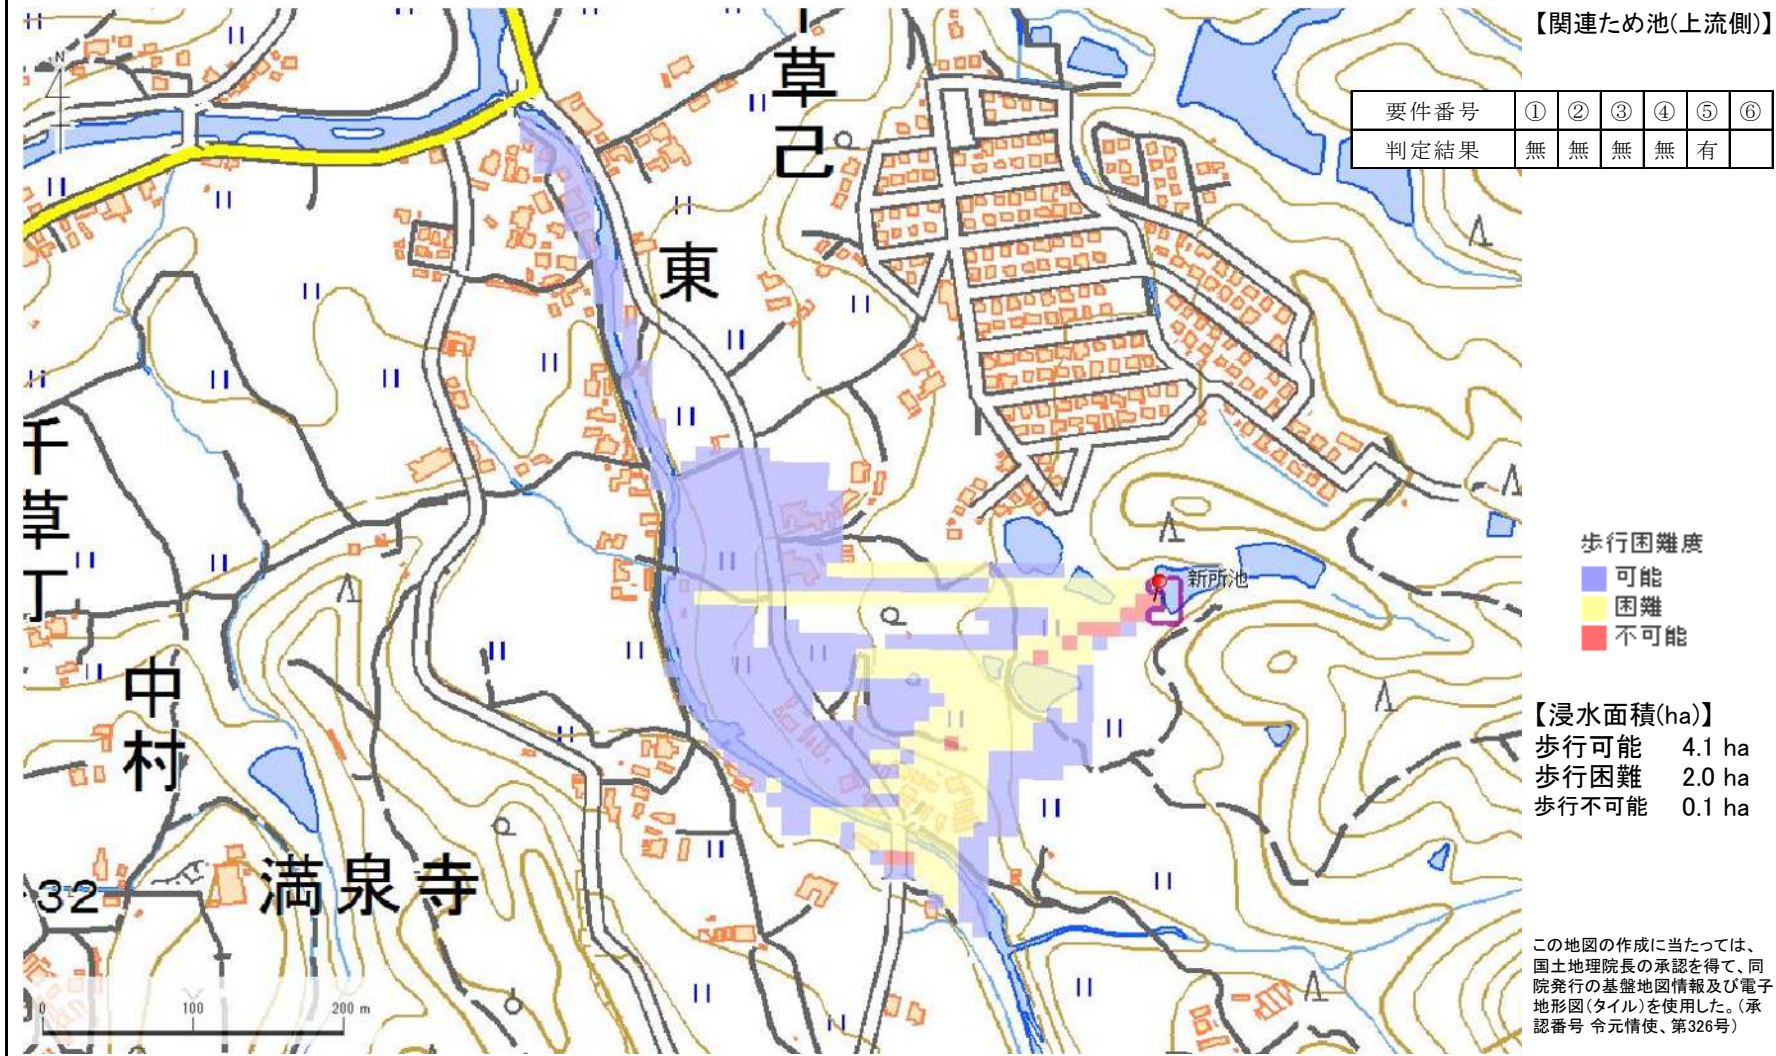 【関連ため池(上流側)】
要件番号 ① ② ③ ④ ⑤ ⑥
判定結果 無 無 無 無 有
N
草己
東
千草丁
新所池
中村
満泉寺
32
歩行困難度
可能
困難
不可能
【浸水面積(ha)】
歩行可能 4.1 ha
歩行困難 2.0 ha
歩行不可能 0.1 ha
この地図の作成に当たっては、
国土地理院長の承認を得て、同
院発行の基盤地図情報及び電子
地形図(タイル)を使用した。(承
認番号 令元情使、第326号)
0 100 200 m